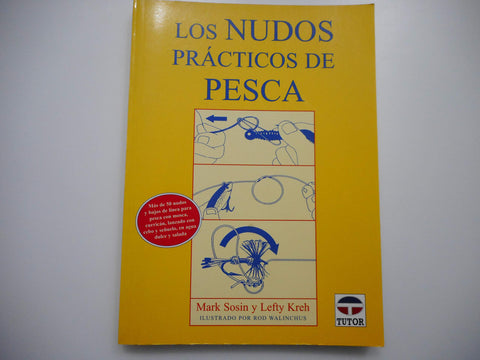 LOS NUDOS
PRÁCTICOS DE
PESCA
Más de 50 nudos
y bajos de línea para
pesca con mosca,
curricán, lanzado con
cebo y señuelo, en agua
dulce y salada
Mark Sosin y Lefty Kreh
ILUSTRADO POR ROD WALINCHUS
TUTOR